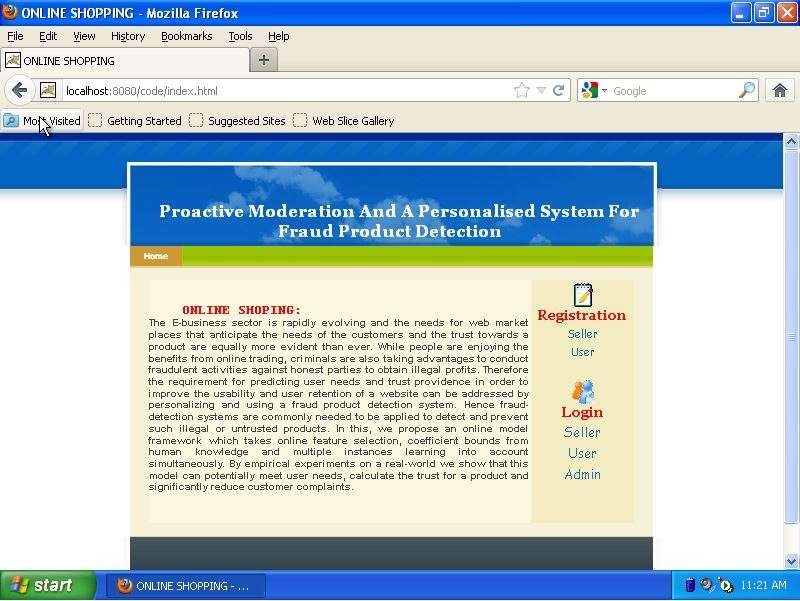 ONLINE SHOPPING - Mozilla Firefox
File Edit View History Bookmarks Tools Help
ONLINE SHOPPING
localhost:8080/code/index.html Google
Most Visited Getting Started Suggested Sites Web Slice Gallery
Proactive Moderation And A Personalised System For
Fraud Product Detection
Home
ONLINE SHOPING:
The E-business sector is rapidly evolving and the needs for web market
places that anticipate the needs of the customers and the trust towards a
product are equally more evident than ever. While people are enjoying the
benefits from online trading, criminals are also taking advantages to conduct
fraudulent activities against honest parties to obtain illegal profits. Therefore
the requirement for predicting user needs and trust providence in order to
improve the usability and user retention of a website can be addressed by
personalizing and using a fraud product detection system. Hence fraud-
detection systems are commonly needed to be applied to detect and prevent
such illegal or untrusted products. In this, we propose an online model
framework which takes online feature selection, coefficient bounds from
human knowledge and multiple instances learning into account
simultaneously. By empirical experiments on a real-world we show that this
model can potentially meet user needs, calculate the trust for a product and
significantly reduce customer complaints.
Registration
Seller
User
Login
Seller
User
Admin
start ONLINE SHOPPING - ... 11:21 AM